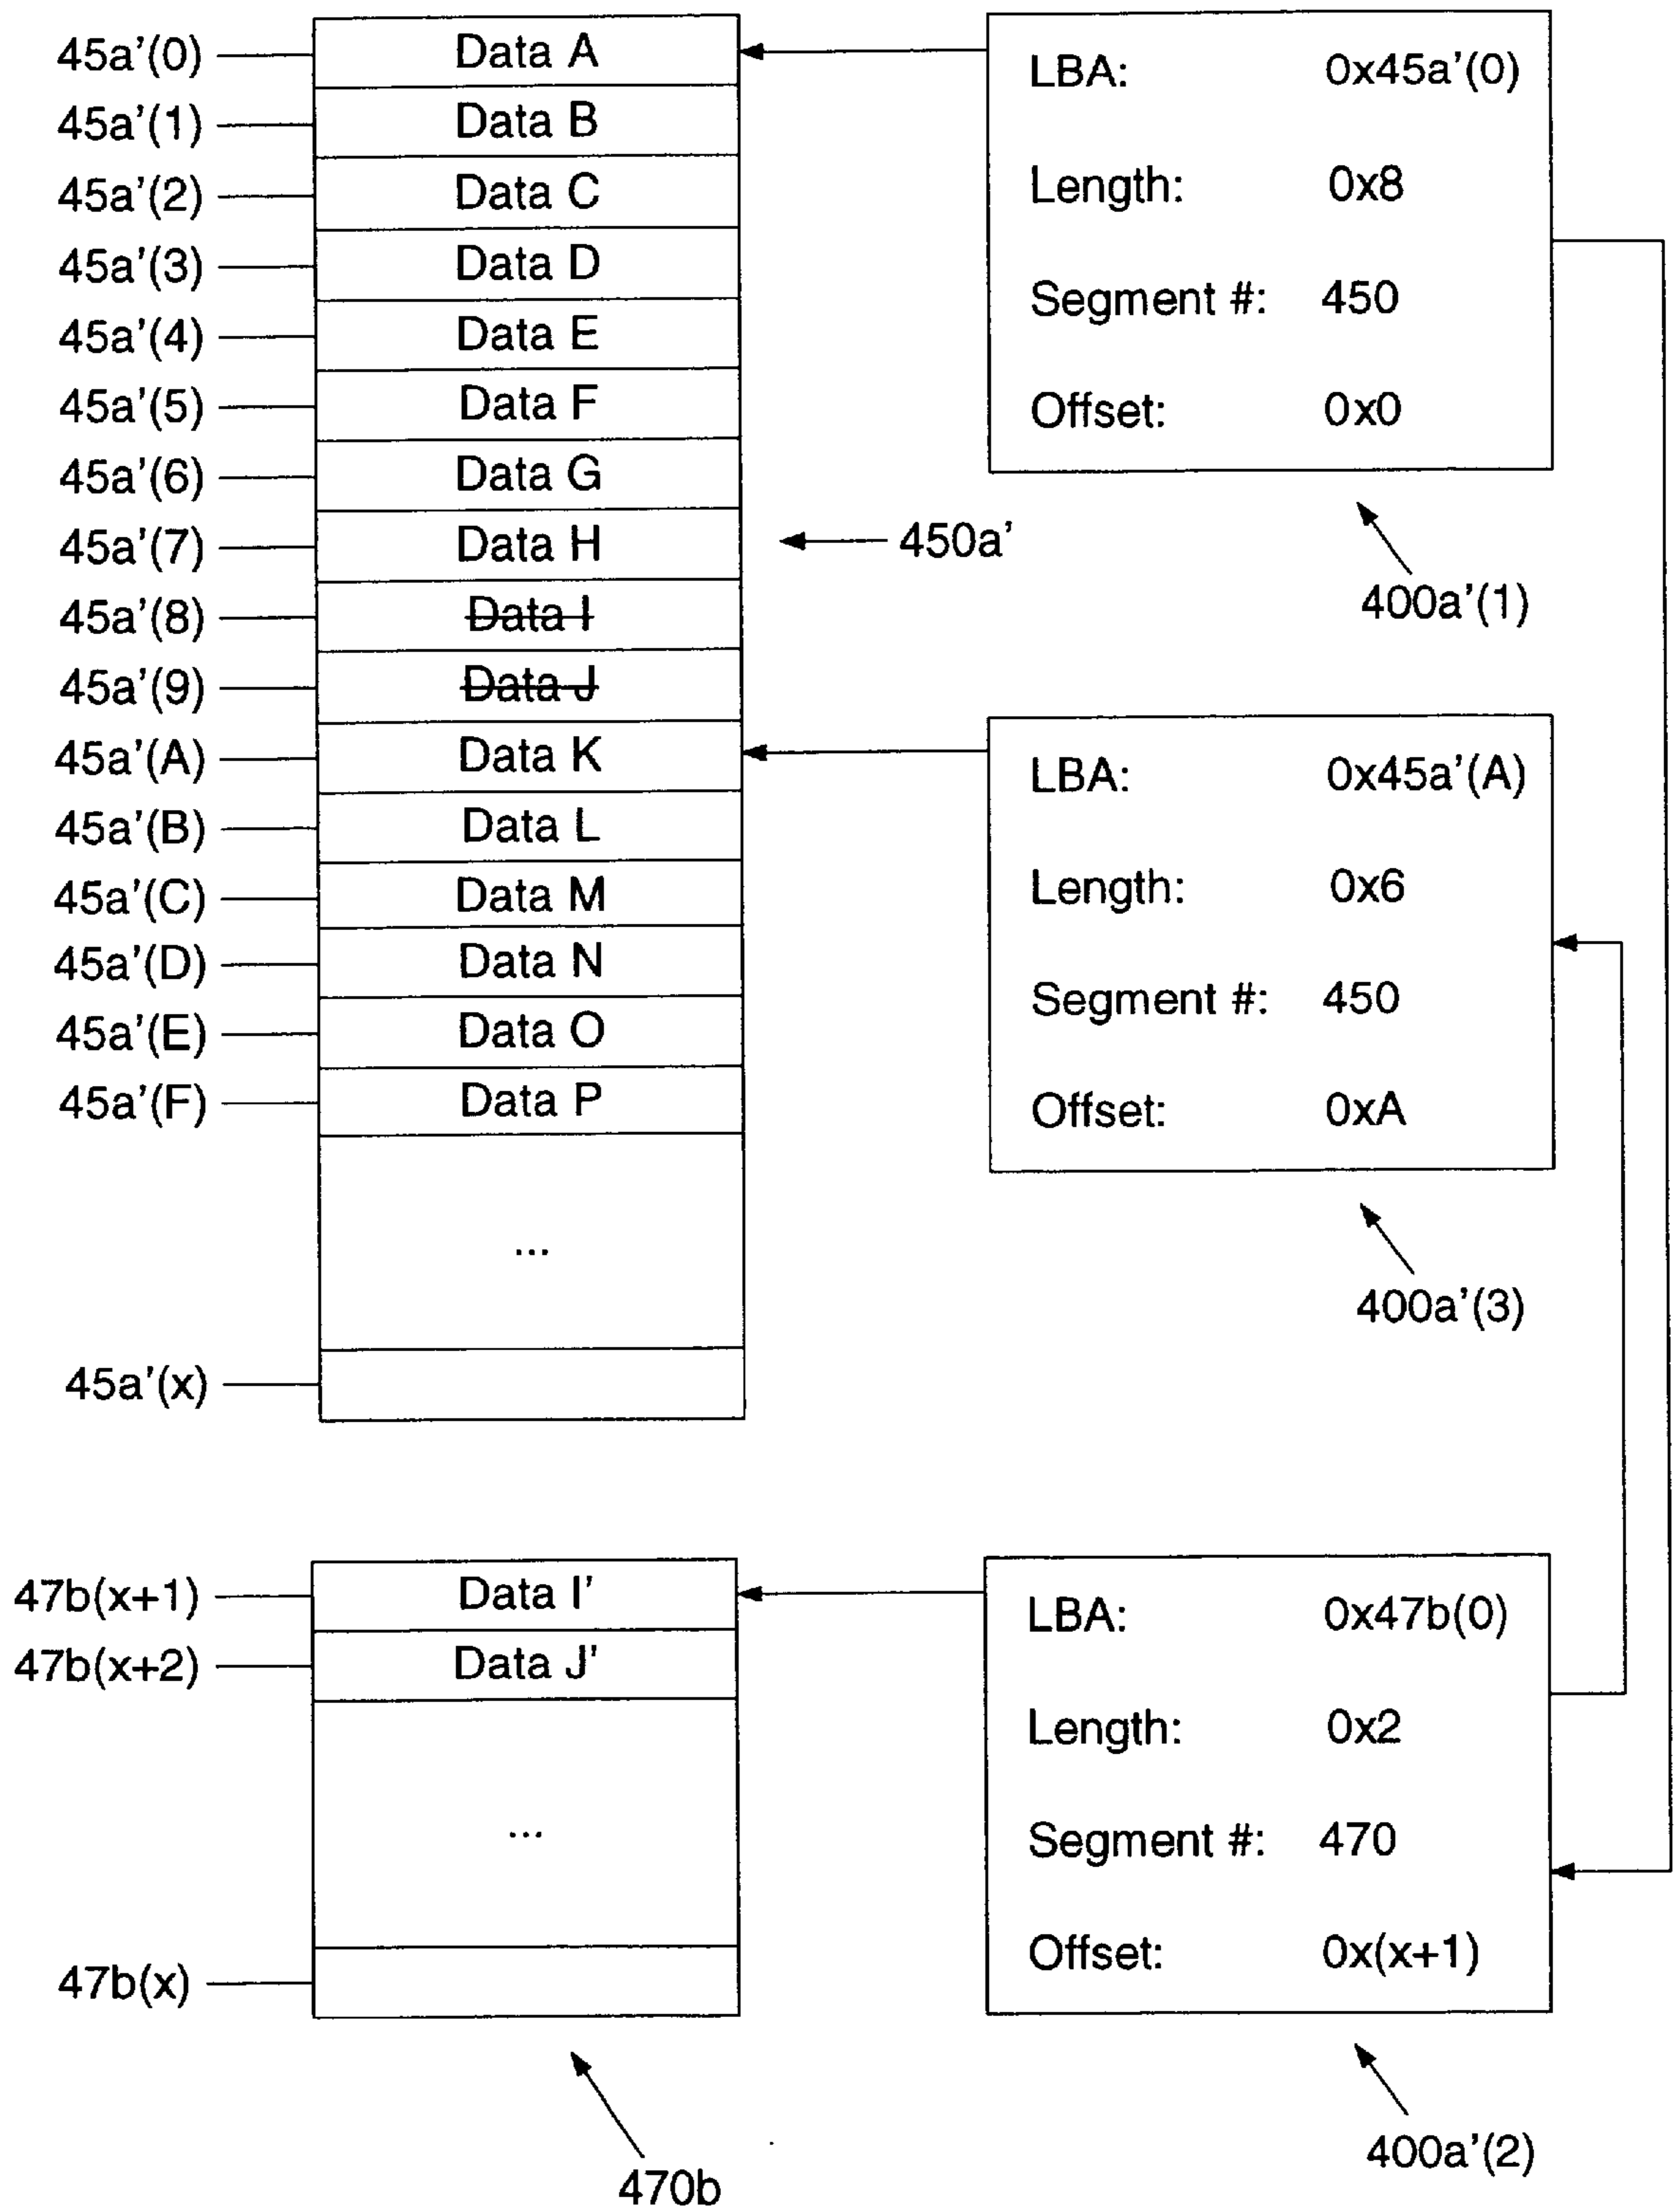 45a'(0) Data A
45a'(1) Data B
45a'(2) Data C
45a'(3) Data D
45a'(4) Data E
45a'(5) Data F
45a'(6) Data G
45a'(7) Data H
45a'(8) Data I
45a'(9) Data J
45a'(A) Data K
45a'(B) Data L
45a'(C) Data M
45a'(D) Data N
45a'(E) Data O
45a'(F) Data P
...
45a'(x)
450a'
LBA: 0x45a'(0)
Length: 0x8
Segment #: 450
Offset: 0x0
400a'(1)
LBA: 0x45a'(A)
Length: 0x6
Segment #: 450
Offset: 0xA
400a'(3)
47b(x+1) Data I'
47b(x+2) Data J'
...
47b(x)
470b
LBA: 0x47b(0)
Length: 0x2
Segment #: 470
Offset: 0x(x+1)
400a'(2)